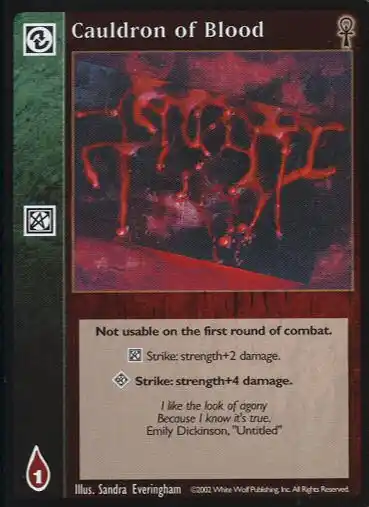 Cauldron of Blood
Not usable on the first round of combat.
Strike: strength+2 damage.
Strike: strength+4 damage.
I like the look of agony
Because I know it's true.
Emily Dickinson, "Untitled"
1
Illus. Sandra Everingham ©2002 White Wolf Publishing, Inc. All Rights Reserved.